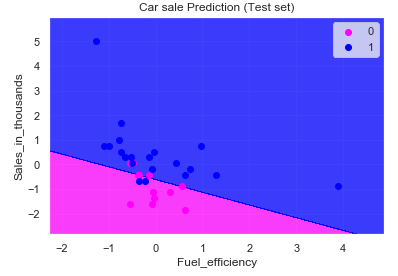 Car sale Prediction (Test set)
0
1
5
4
3
2
1
0
−1
−2
Sales_in_thousands
−2 −1 0 1 2 3 4
Fuel_efficiency